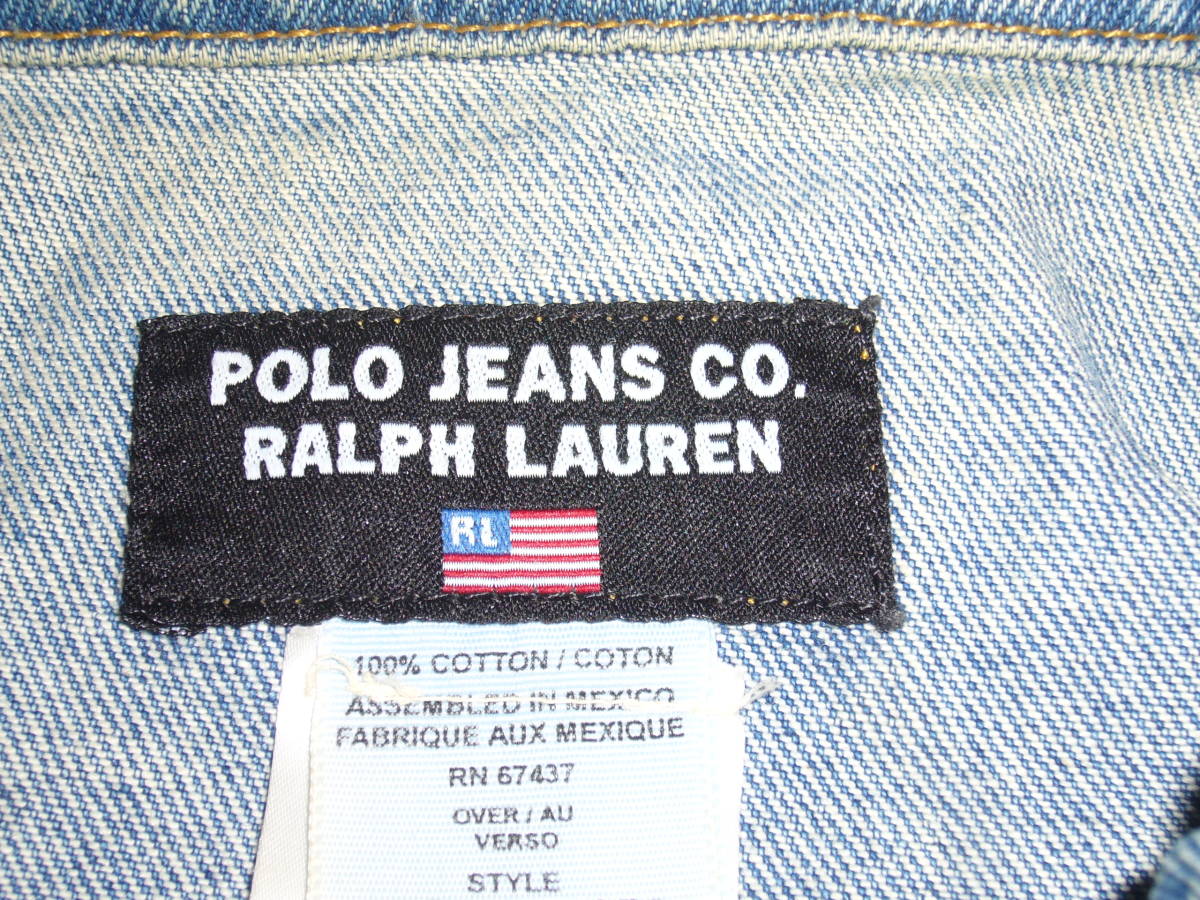 POLO JEANS CO.
RALPH LAUREN
RL
100% COTTON / COTON
ASSEMBLED IN MEXICO
FABRIQUE AUX MEXIQUE
RN 67437
OVER / AU
VERSO
STYLE